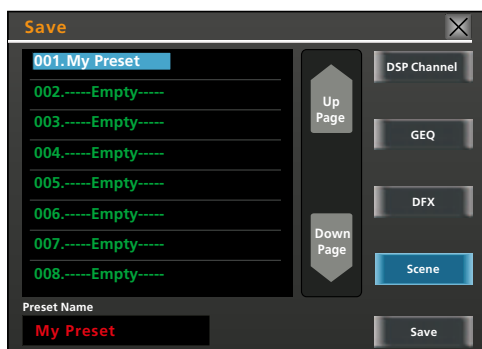 Save
001.My Preset
002.-----Empty-----
003.-----Empty-----
004.-----Empty-----
005.-----Empty-----
006.-----Empty-----
007.-----Empty-----
008.-----Empty-----
Up
Page
Down
Page
DSP Channel
GEQ
DFX
Scene
Preset Name
My Preset
Save